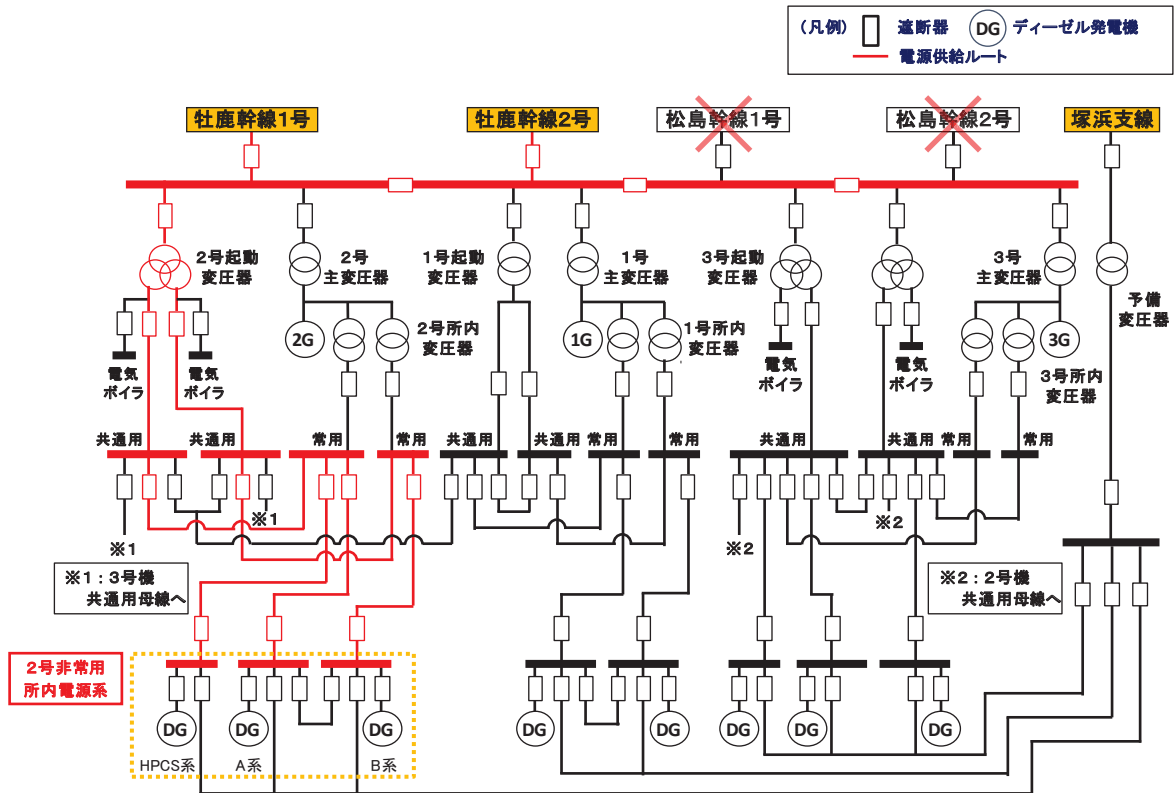 (凡例)
遮断器
DG
ディーゼル発電機
電源供給ルート
牡鹿幹線1号
牡鹿幹線2号
松島幹線1号
松島幹線2号
塚浜支線
2号起動
変圧器
2号
主変圧器
1号起動
変圧器
1号
主変圧器
3号起動
変圧器
3号
主変圧器
予備
変圧器
2G
2号所内
変圧器
1G
1号所内
変圧器
3G
3号所内
変圧器
電気
ボイラ
電気
ボイラ
電気
ボイラ
電気
ボイラ
共通用
共通用
常用
常用
共通用
共通用
常用
常用
共通用
共通用
常用
常用
※1
※1
※2
※2
※1:3号機
共通用母線へ
※2:2号機
共通用母線へ
2号非常用
所内電源系
DG
DG
DG
DG
DG
DG
DG
DG
HPCS系
A系
B系